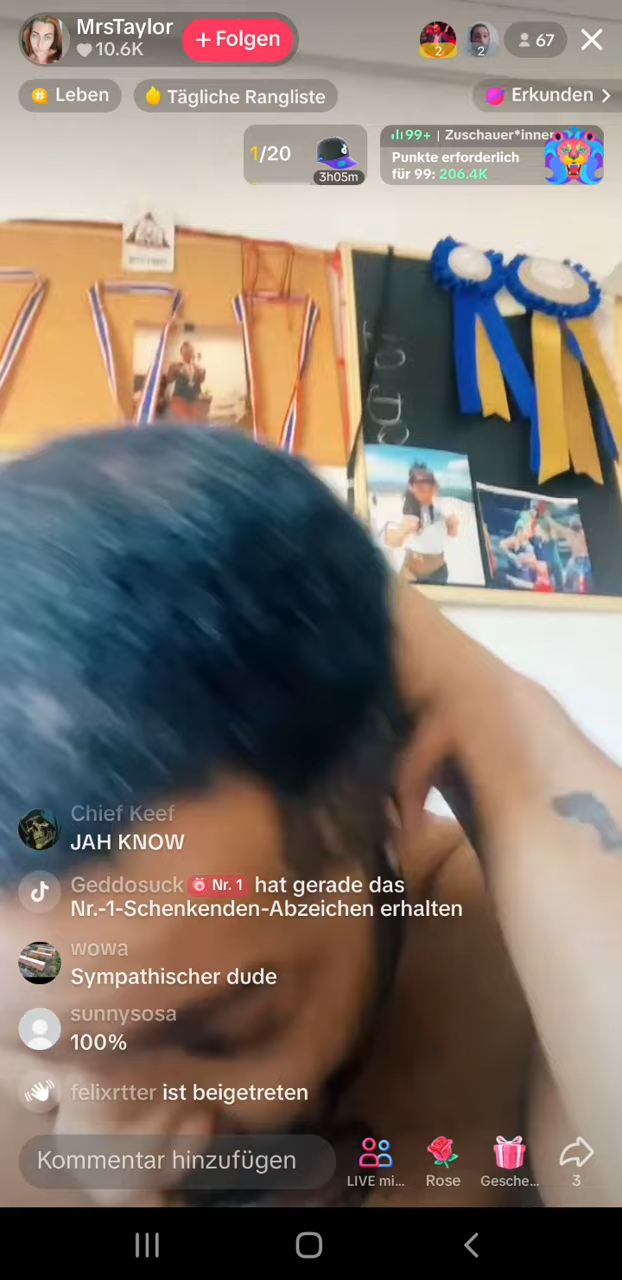 MrsTaylor
10.6K
+ Folgen
2
2
67
Leben
Tägliche Rangliste
Erkunden
1/20
3h05m
99+ | Zuschauer*innen
Punkte erforderlich
für 99: 206.4K
Chief Keef
JAH KNOW
Geddosuck Nr. 1 hat gerade das
Nr.-1-Schenkenden-Abzeichen erhalten
wowa
Sympathischer dude
sunnysosa
100%
felixrtter ist beigetreten
Kommentar hinzufügen
LIVE mi...
Rose
Gesche...
3